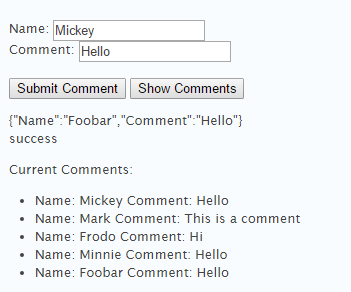 Name: Mickey
Comment: Hello
Submit Comment Show Comments
{"Name":"Foobar","Comment":"Hello"}
success
Current Comments:
• Name: Mickey Comment: Hello
• Name: Mark Comment: This is a comment
• Name: Frodo Comment: Hi
• Name: Minnie Comment: Hello
• Name: Foobar Comment: Hello